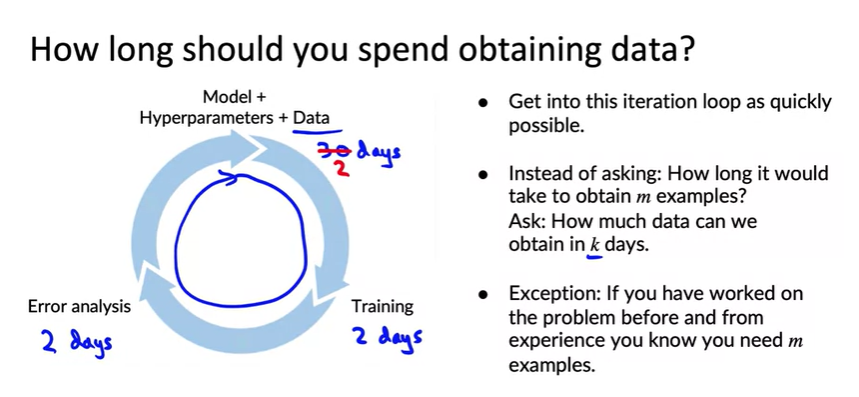 How long should you spend obtaining data?
Model +
Hyperparameters + Data
30 days
2
Error analysis
2 days
Training
2 days
• Get into this iteration loop as quickly
possible.
• Instead of asking: How long it would
take to obtain m examples?
Ask: How much data can we
obtain in k days.
• Exception: If you have worked on
the problem before and from
experience you know you need m
examples.